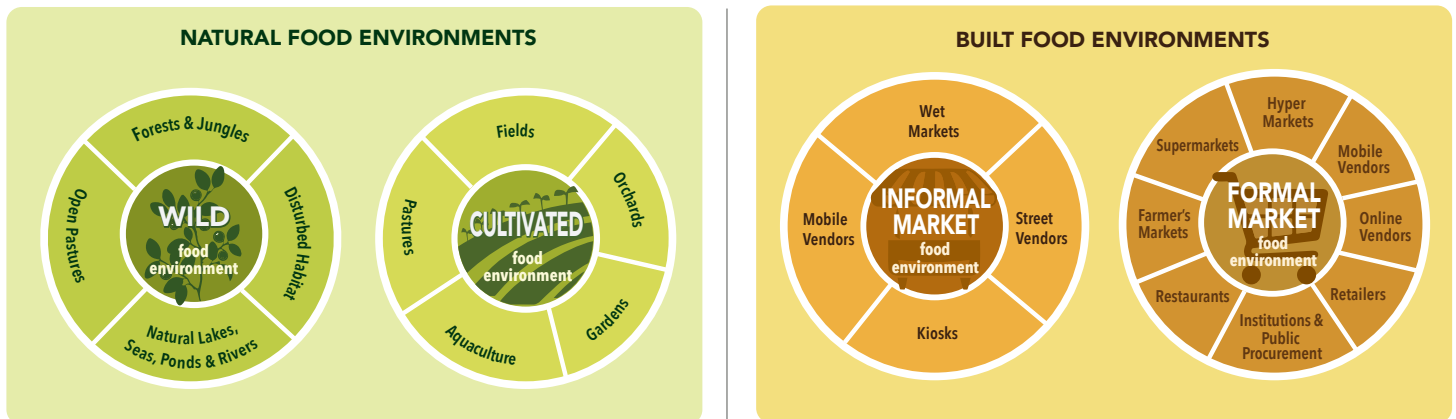 NATURAL FOOD ENVIRONMENTS
Forests & Jungles
Disturbed Habitat
Natural Lakes,
Seas, Ponds & Rivers
Open Pastures
WILD
food
environment
Fields
Orchards
Gardens
Aquaculture
Pastures
CULTIVATED
food
environment
BUILT FOOD ENVIRONMENTS
Wet
Markets
Street
Vendors
Kiosks
Mobile
Vendors
INFORMAL
MARKET
food
environment
Hyper
Markets
Mobile
Vendors
Online
Vendors
Retailers
Institutions &
Public
Procurement
Restaurants
Farmer's
Markets
Supermarkets
FORMAL
MARKET
food
environment